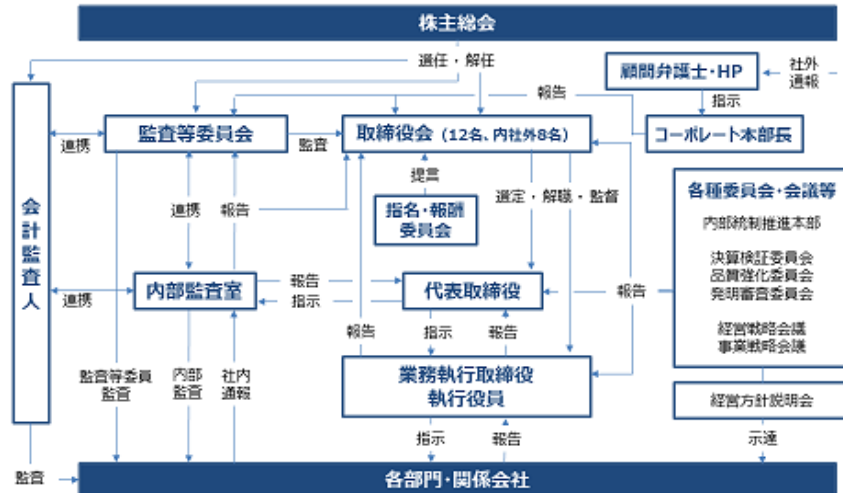 株主総会
選任・解任
顧問弁護士・HP
社外
通報
報告
指示
監査等委員会
監査
取締役会 (12名、内社外8名)
コーポレート本部長
連携
提言
指名・報酬
委員会
選定・解職・監督
連携
報告
各種委員会・会議等
内部統制推進本部
決算検証委員会
品質強化委員会
発明審査委員会
経営戦略会議
事業戦略会議
会計監査人
連携
内部監査室
報告
指示
代表取締役
報告
報告
指示
報告
業務執行取締役
執行役員
監査等委員
監査
内部
監査
社内
通報
経営方針説明会
指示
報告
示達
監査
各部門・関係会社